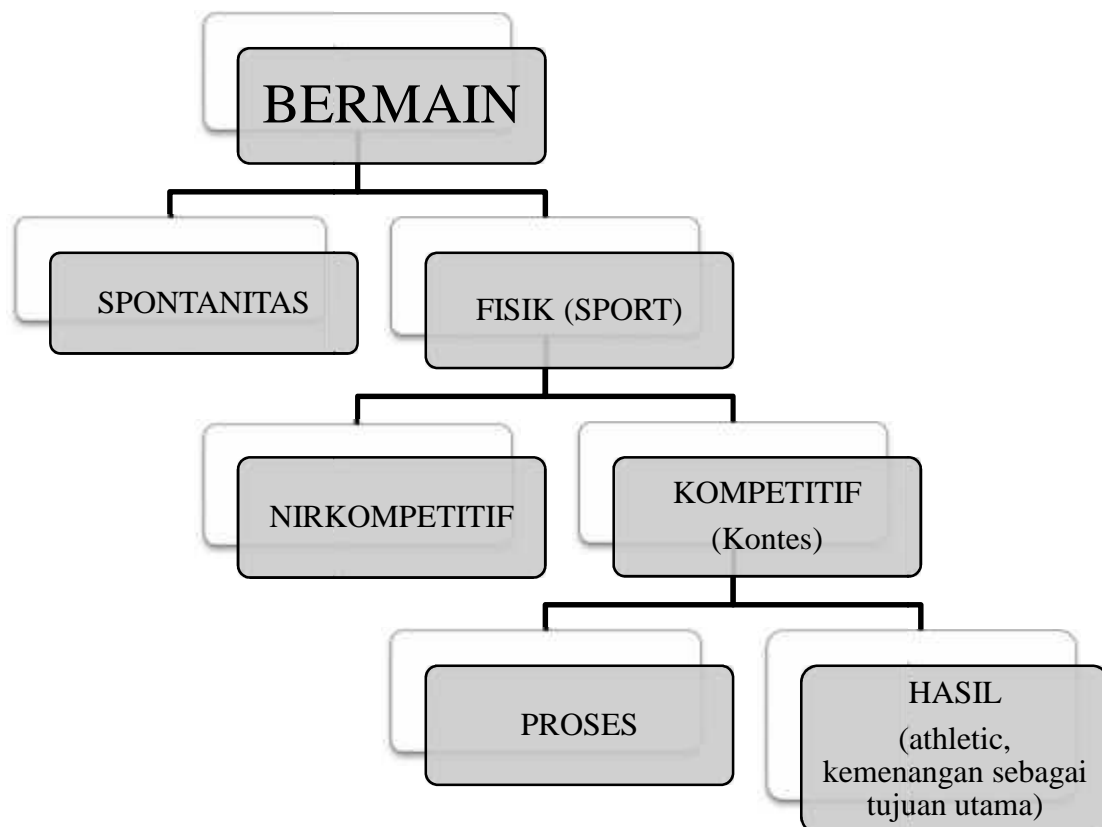 BERMAIN
SPONTANITAS
FISIK (SPORT)
NIRKOMPETITIF
KOMPETITIF
(Kontes)
PROSES
HASIL
(athletic,
kemenangan sebagai
tujuan utama)